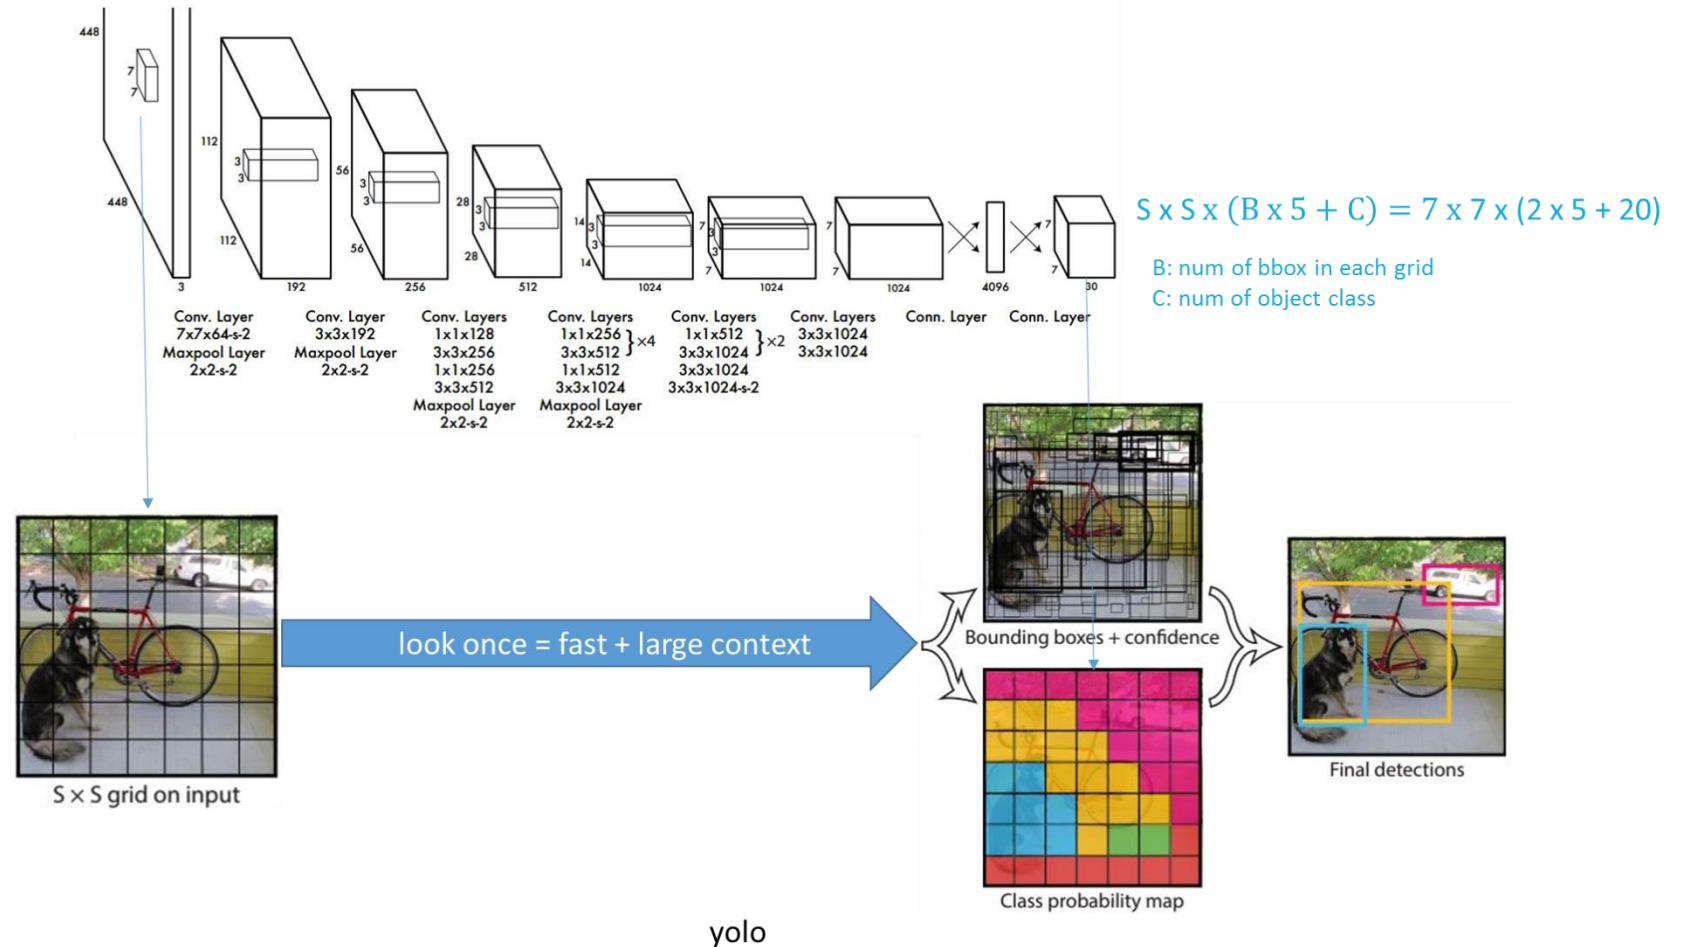 448
7
7
448
3
112
3
3
112
192
56
3
3
56
256
28
3
3
28
512
14
3
3
14
1024
7
3
3
7
1024
7
7
1024
4096
7
7
30
S x S x (B x 5 + C) = 7 x 7 x (2 x 5 + 20)
B: num of bbox in each grid
C: num of object class
Conv. Layer
7x7x64-s-2
Maxpool Layer
2x2-s-2
Conv. Layer
3x3x192
Maxpool Layer
2x2-s-2
Conv. Layers
1x1x128
3x3x256
1x1x256
3x3x512
Maxpool Layer
2x2-s-2
Conv. Layers
1x1x256
3x3x512
}×4
1x1x512
3x3x1024
Maxpool Layer
2x2-s-2
Conv. Layers
1x1x512
3x3x1024
}×2
3x3x1024
3x3x1024-s-2
Conv. Layers
3x3x1024
3x3x1024
Conn. Layer
Conn. Layer
S × S grid on input
look once = fast + large context
Bounding boxes + confidence
Class probability map
Final detections
yolo